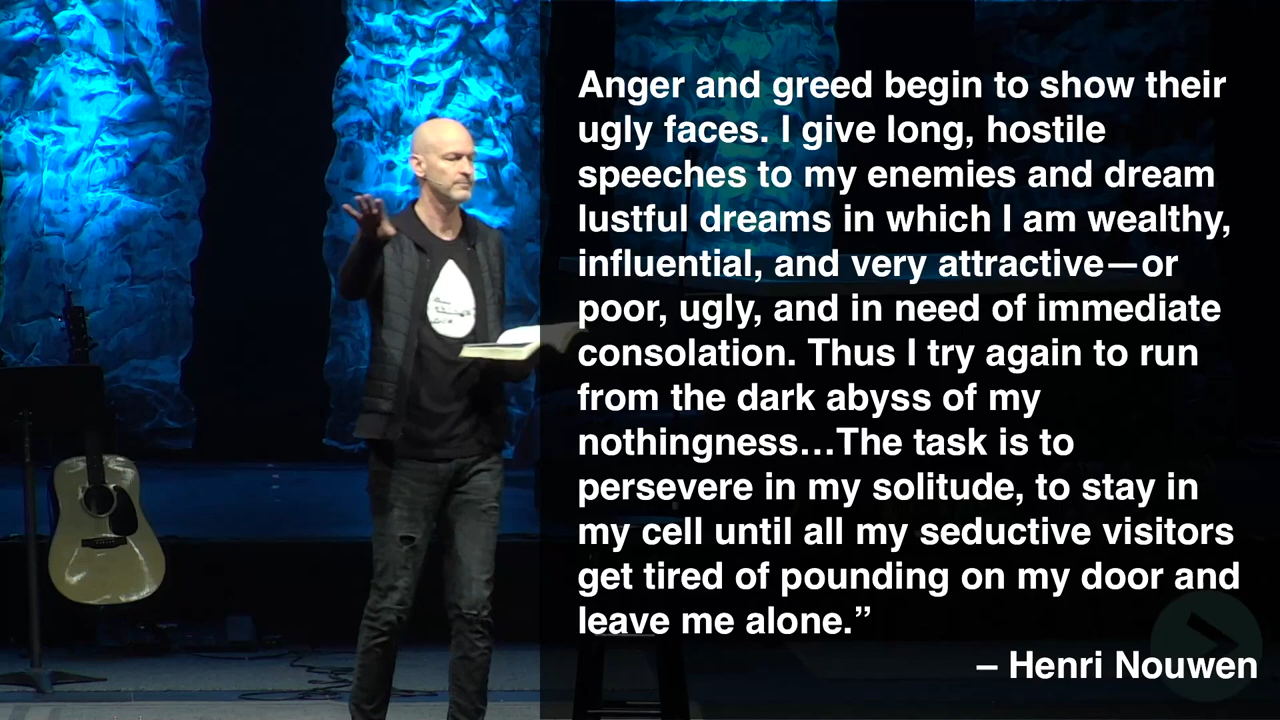 Anger and greed begin to show their
ugly faces. I give long, hostile
speeches to my enemies and dream
lustful dreams in which I am wealthy,
influential, and very attractive—or
poor, ugly, and in need of immediate
consolation. Thus I try again to run
from the dark abyss of my
nothingness…The task is to
persevere in my solitude, to stay in
my cell until all my seductive visitors
get tired of pounding on my door and
leave me alone.”
– Henri Nouwen